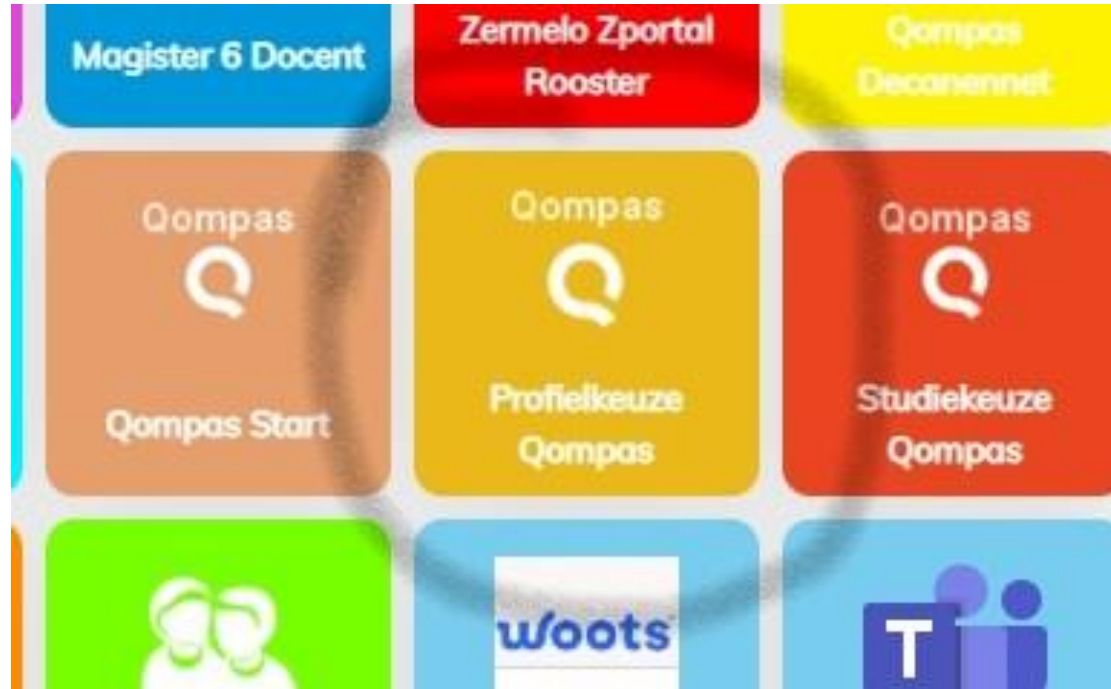 Magister 6 Docent
Zermelo Zportal
Rooster
Qompas
Decanennet
Qompas
Qompas Start
Qompas
Profielkeuze
Qompas
Qompas
Studiekeuze
Qompas
woots
T